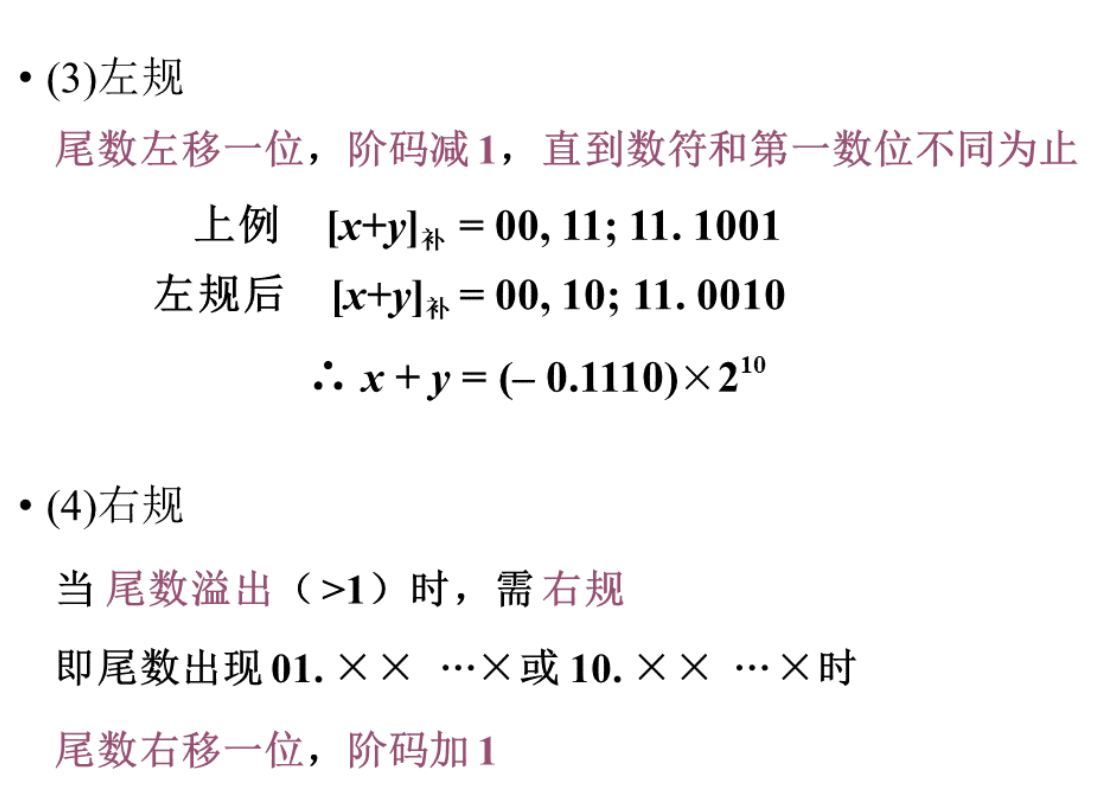 • (3)左规
尾数左移一位，阶码减 1，直到数符和第一数位不同为止
上例 [x+y]补 = 00, 11; 11. 1001
左规后 [x+y]补 = 00, 10; 11. 0010
∴ x + y = (– 0.1110)×2^10
• (4)右规
当 尾数溢出（ >1）时，需 右规
即尾数出现 01. ×× …×或 10. ×× …×时
尾数右移一位，阶码加 1